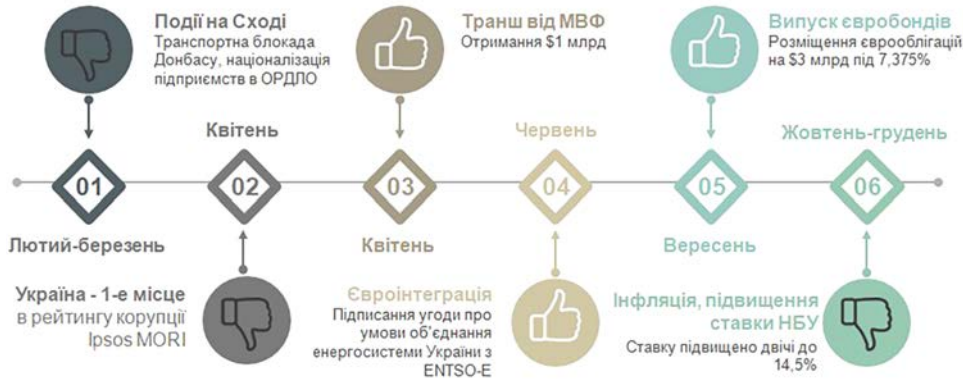 Події на Сході
Транспортна блокада
Донбасу, націоналізація
підприємств в ОРДЛО
Транш від МВФ
Отримання $1 млрд
Випуск євробондів
Розміщення єврооблігацій
на $3 млрд під 7,375%
Квітень
Червень
Жовтень-грудень
01
02
03
04
05
06
Лютий-березень
Квітень
Вересень
Україна - 1-е місце
в рейтингу корупції
Ipsos MORI
Євроінтеграція
Підписання угоди про
умови об’єднання
енергосистеми України з
ENTSO-E
Інфляція, підвищення
ставки НБУ
Ставку підвищено двічі до
14,5%